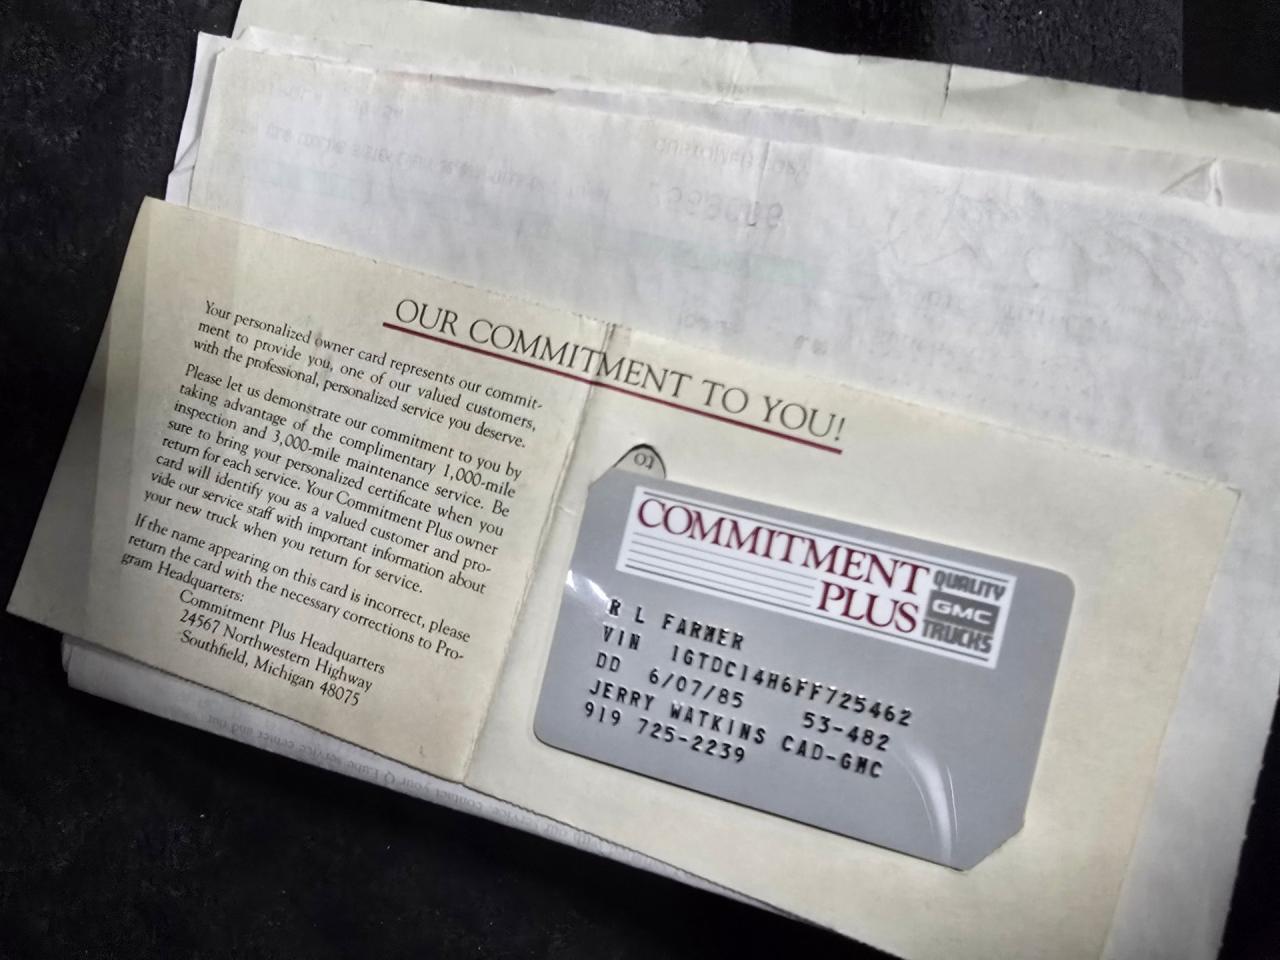 OUR COMMITMENT TO YOU!
Your personalized owner card represents our commit-
ment to provide you, one of our valued customers,
with the professional, personalized service you deserve.
Please let us demonstrate our commitment to you by
taking advantage of the complimentary 1,000-mile
inspection and 3,000-mile maintenance service. Be
sure to bring your personalized certificate when you
return for each service. Your Commitment Plus owner
card will identify you as a valued customer and pro-
vide our service staff with important information about
your new truck when you return for service.
If the name appearing on this card is incorrect, please
return the card with the necessary corrections to Pro-
gram Headquarters:
Commitment Plus Headquarters
24567 Northwestern Highway
Southfield, Michigan 48075
COMMITMENT
PLUS
QUALITY
GMC
TRUCKS
R L FARMER
VIN 1GTDC14H6FF725462
DD 6/07/85 53-482
JERRY WATKINS CAD-GMC
919 725-2239